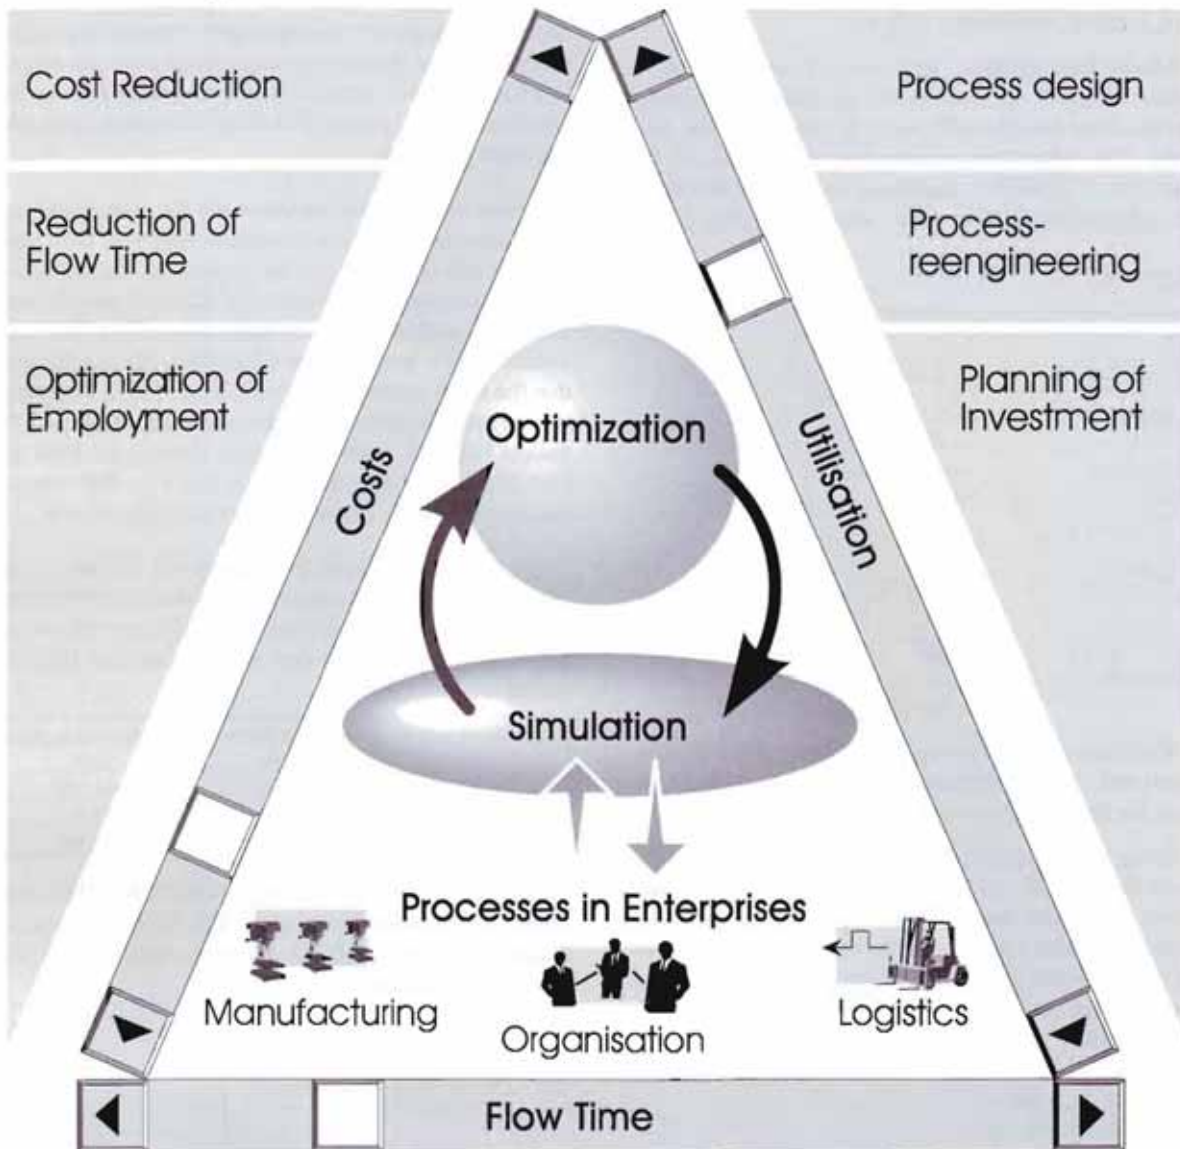 Cost Reduction
Process design
Reduction of
Flow Time
Process-
reengineering
Optimization of
Employment
Planning of
Investment
Costs
Utilisation
Optimization
Simulation
Processes in Enterprises
Manufacturing
Organisation
Logistics
Flow Time